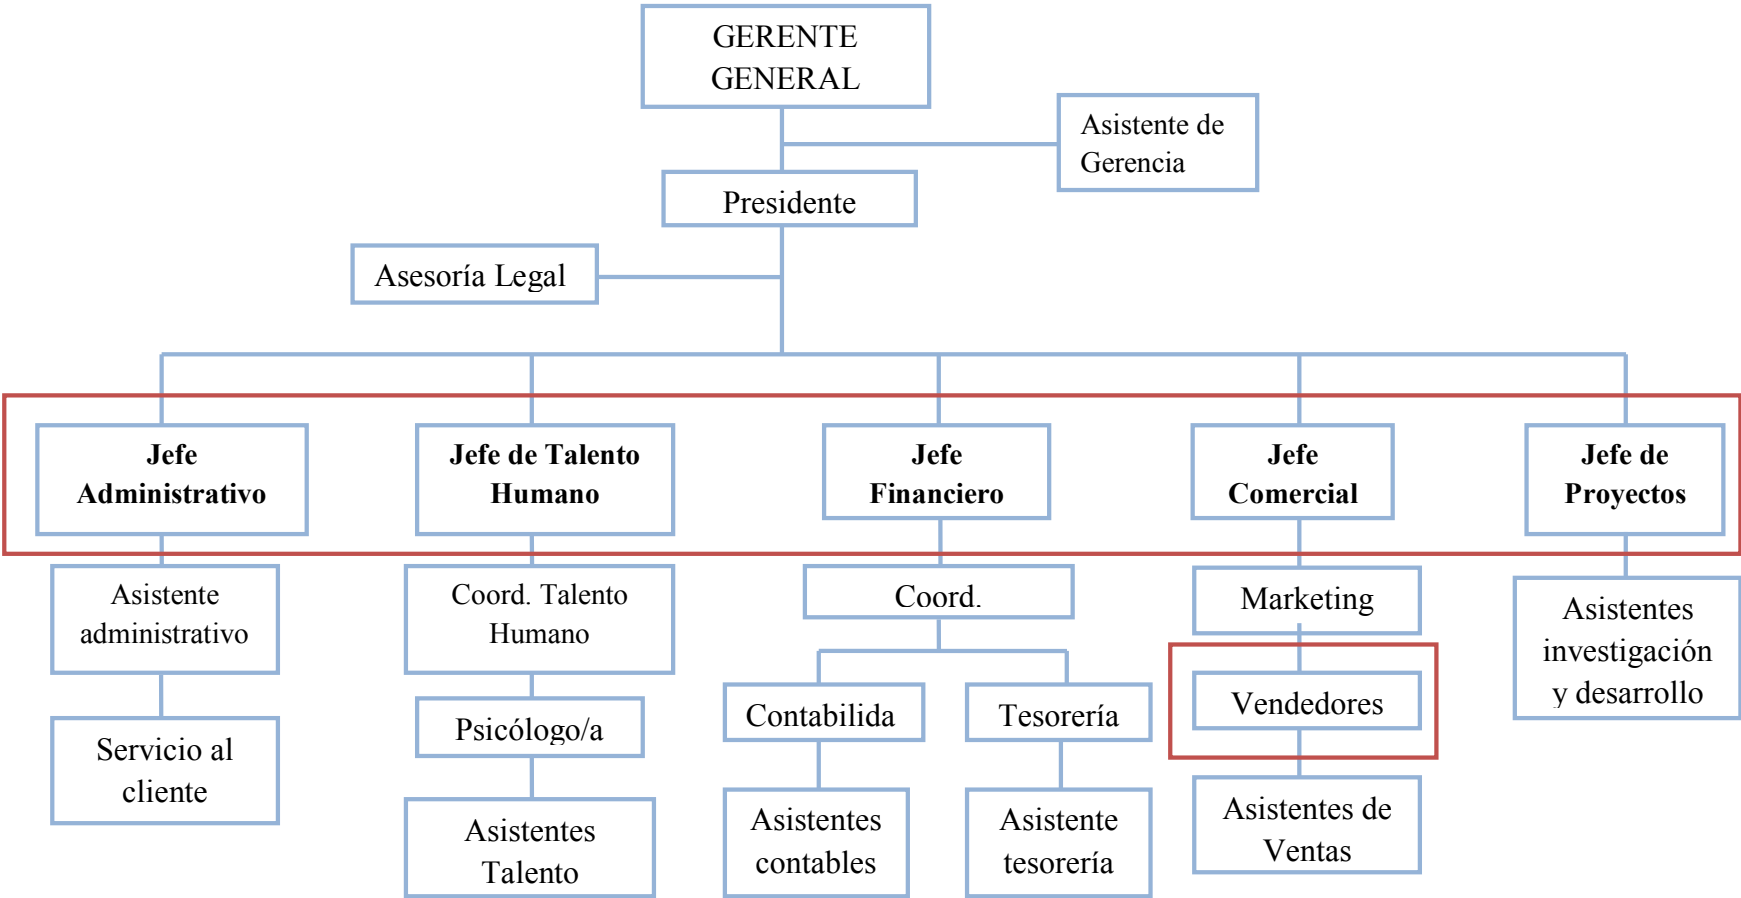 GERENTE
GENERAL
Asistente de
Gerencia
Presidente
Asesoría Legal
Jefe
Administrativo
Jefe de Talento
Humano
Jefe
Financiero
Jefe
Comercial
Jefe de
Proyectos
Asistente
administrativo
Coord. Talento
Humano
Coord.
Marketing
Asistentes
investigación
y desarrollo
Servicio al
cliente
Psicólogo/a
Contabilida
Tesorería
Vendedores
Asistentes
Talento
Asistentes
contables
Asistente
tesorería
Asistentes de
Ventas